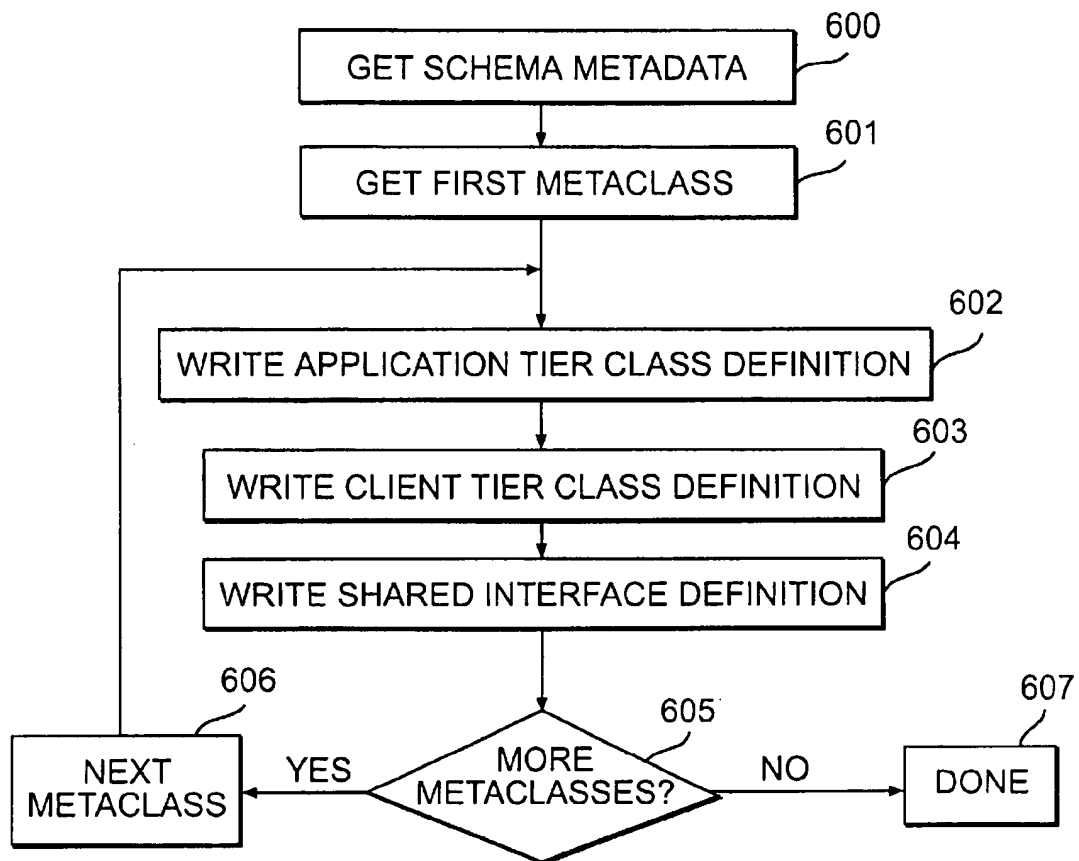 600
GET SCHEMA METADATA
601
GET FIRST METACLASS
602
WRITE APPLICATION TIER CLASS DEFINITION
603
WRITE CLIENT TIER CLASS DEFINITION
604
WRITE SHARED INTERFACE DEFINITION
606
605
607
NEXT
METACLASS
YES
MORE
METACLASSES?
NO
DONE